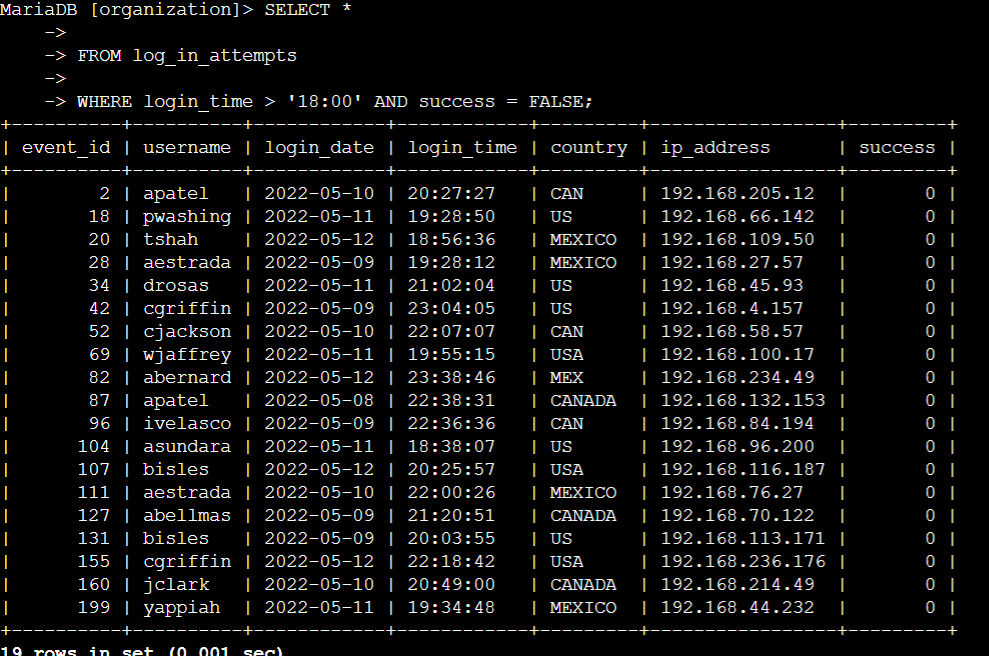 MariaDB [organization]> SELECT *
    ->
    -> FROM log_in_attempts
    ->
    -> WHERE login_time > '18:00' AND success = FALSE;
+----------+----------+------------+------------+---------+-----------------+---------+
| event_id | username | login_date | login_time | country | ip_address      | success |
+----------+----------+------------+------------+---------+-----------------+---------+
|        2 | apatel   | 2022-05-10 | 20:27:27   | CAN     | 192.168.205.12  |       0 |
|       18 | pwashing | 2022-05-11 | 19:28:50   | US      | 192.168.66.142  |       0 |
|       20 | tshah    | 2022-05-12 | 18:56:36   | MEXICO  | 192.168.109.50  |       0 |
|       28 | aestrada | 2022-05-09 | 19:28:12   | MEXICO  | 192.168.27.57   |       0 |
|       34 | drosas   | 2022-05-11 | 21:02:04   | US      | 192.168.45.93   |       0 |
|       42 | cgriffin | 2022-05-09 | 23:04:05   | US      | 192.168.4.157   |       0 |
|       52 | cjackson | 2022-05-10 | 22:07:07   | CAN     | 192.168.58.57   |       0 |
|       69 | wjaffrey | 2022-05-11 | 19:55:15   | USA     | 192.168.100.17  |       0 |
|       82 | abernard | 2022-05-12 | 23:38:46   | MEX     | 192.168.234.49  |       0 |
|       87 | apatel   | 2022-05-08 | 22:38:31   | CANADA  | 192.168.132.153 |       0 |
|       96 | ivelasco | 2022-05-09 | 22:36:36   | CAN     | 192.168.84.194  |       0 |
|      104 | asundara | 2022-05-11 | 18:38:07   | US      | 192.168.96.200  |       0 |
|      107 | bisles   | 2022-05-12 | 20:25:57   | USA     | 192.168.116.187 |       0 |
|      111 | aestrada | 2022-05-10 | 22:00:26   | MEXICO  | 192.168.76.27   |       0 |
|      127 | abellmas | 2022-05-09 | 21:20:51   | CANADA  | 192.168.70.122  |       0 |
|      131 | bisles   | 2022-05-09 | 20:03:55   | US      | 192.168.113.171 |       0 |
|      155 | cgriffin | 2022-05-12 | 22:18:42   | USA     | 192.168.236.176 |       0 |
|      160 | jclark   | 2022-05-10 | 20:49:00   | CANADA  | 192.168.214.49  |       0 |
|      199 | yappiah  | 2022-05-11 | 19:34:48   | MEXICO  | 192.168.44.232  |       0 |
+----------+----------+------------+------------+---------+-----------------+---------+
19 rows in set (0.001 sec)